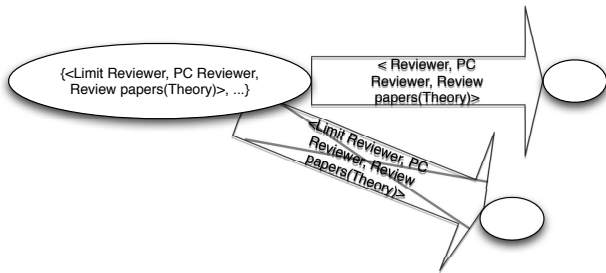 {<Limit Reviewer, PC Reviewer,
Review papers(Theory)>, ...}
< Reviewer, PC
Reviewer, Review
papers(Theory)>
<Limit Reviewer, PC
Reviewer, Review
papers(Theory)>